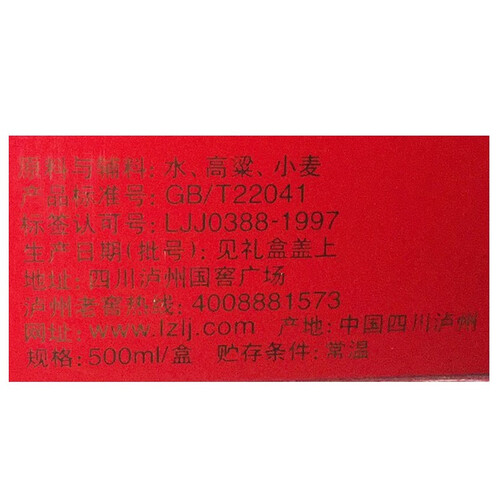 原料与辅料: 水、高粱、小麦
产品标准号: GB/T22041
标签认可号: LJJ0388-1997
生产日期(批号): 见礼盒盖上
地址: 四川泸州国窖广场
泸州老窖热线: 4008881573
网址: www.lzlj.com 产地: 中国四川泸州
规格: 500ml/盒 贮存条件: 常温